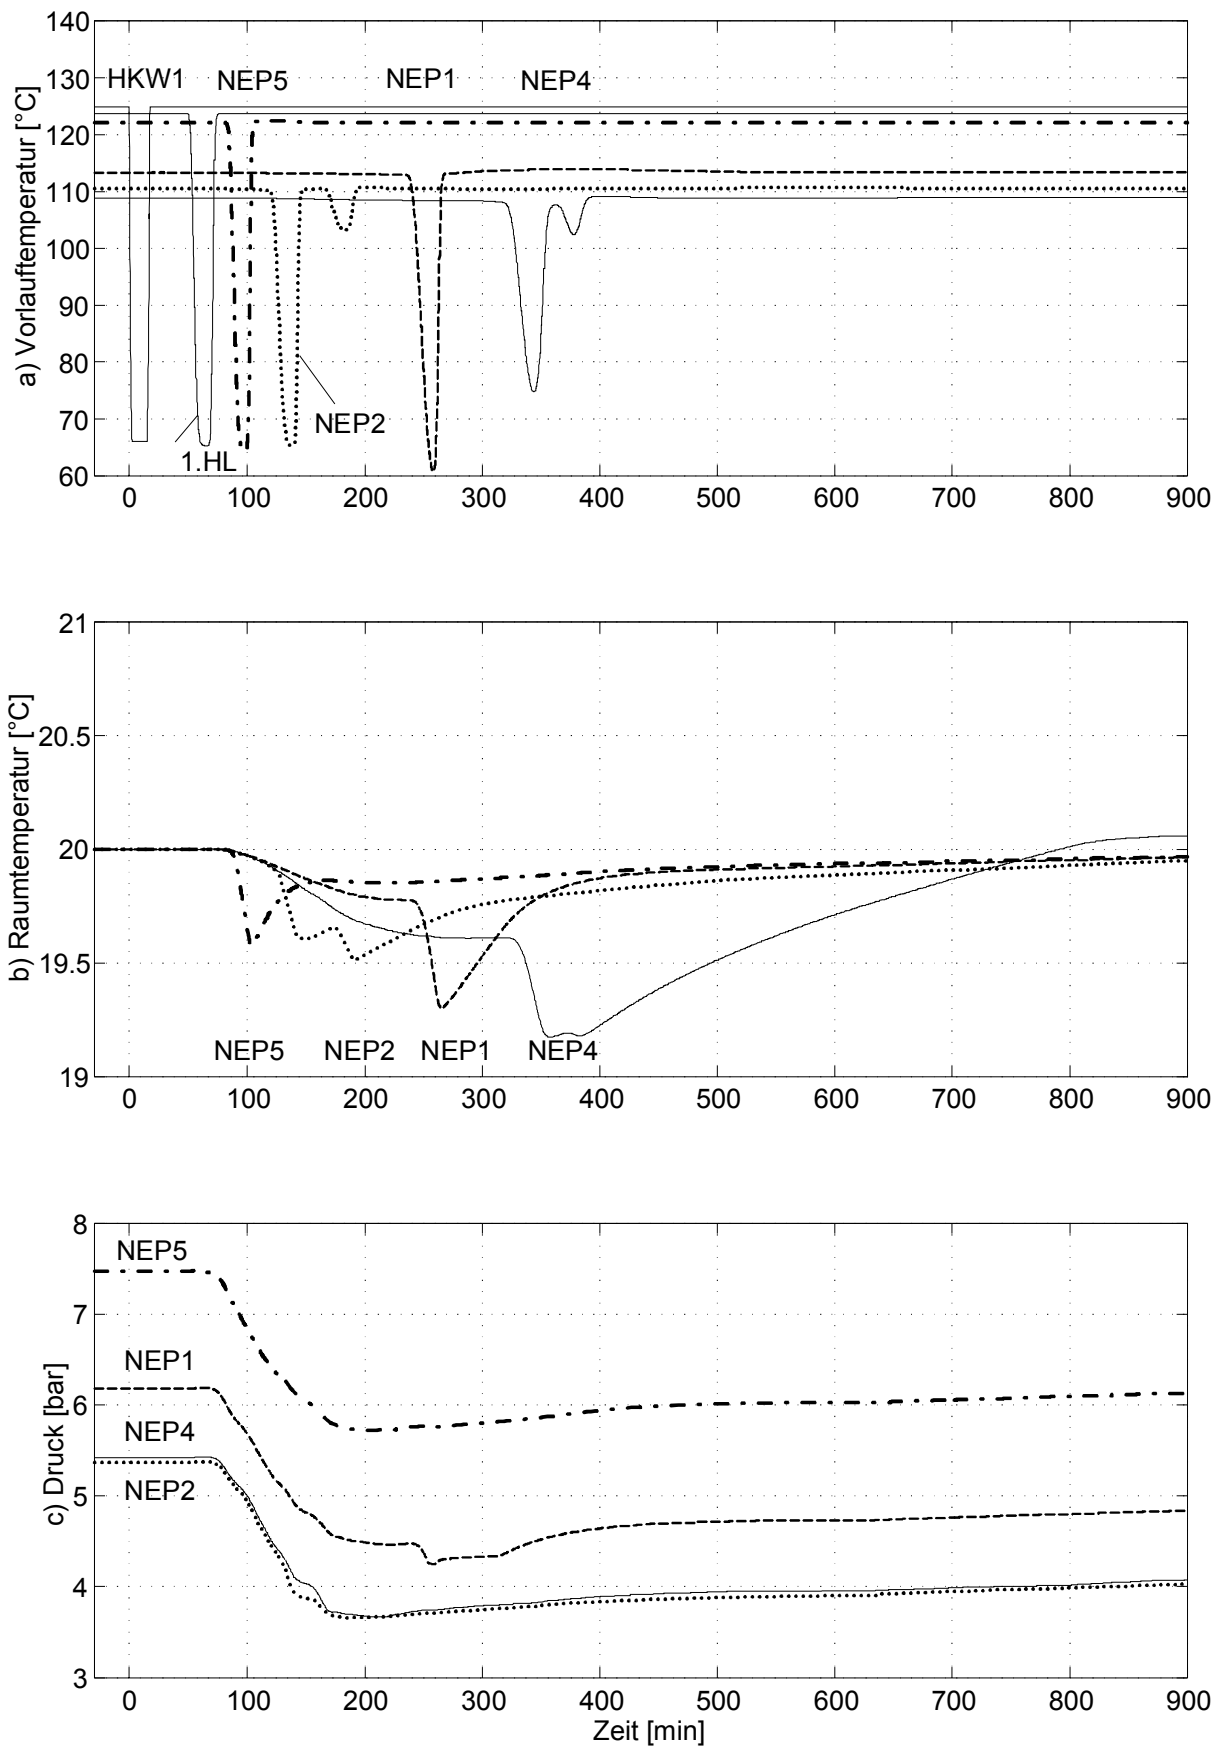 140
130
120
110
100
90
80
70
60
a) Vorlauftemperatur [°C]
HKW1
NEP5
NEP1
NEP4
NEP2
1.HL
0 100 200 300 400 500 600 700 800 900
21
20.5
20
19.5
19
b) Raumtemperatur [°C]
NEP5 NEP2 NEP1 NEP4
0 100 200 300 400 500 600 700 800 900
8
7
6
5
4
3
c) Druck [bar]
NEP5
NEP1
NEP4
NEP2
0 100 200 300 400 500 600 700 800 900
Zeit [min]